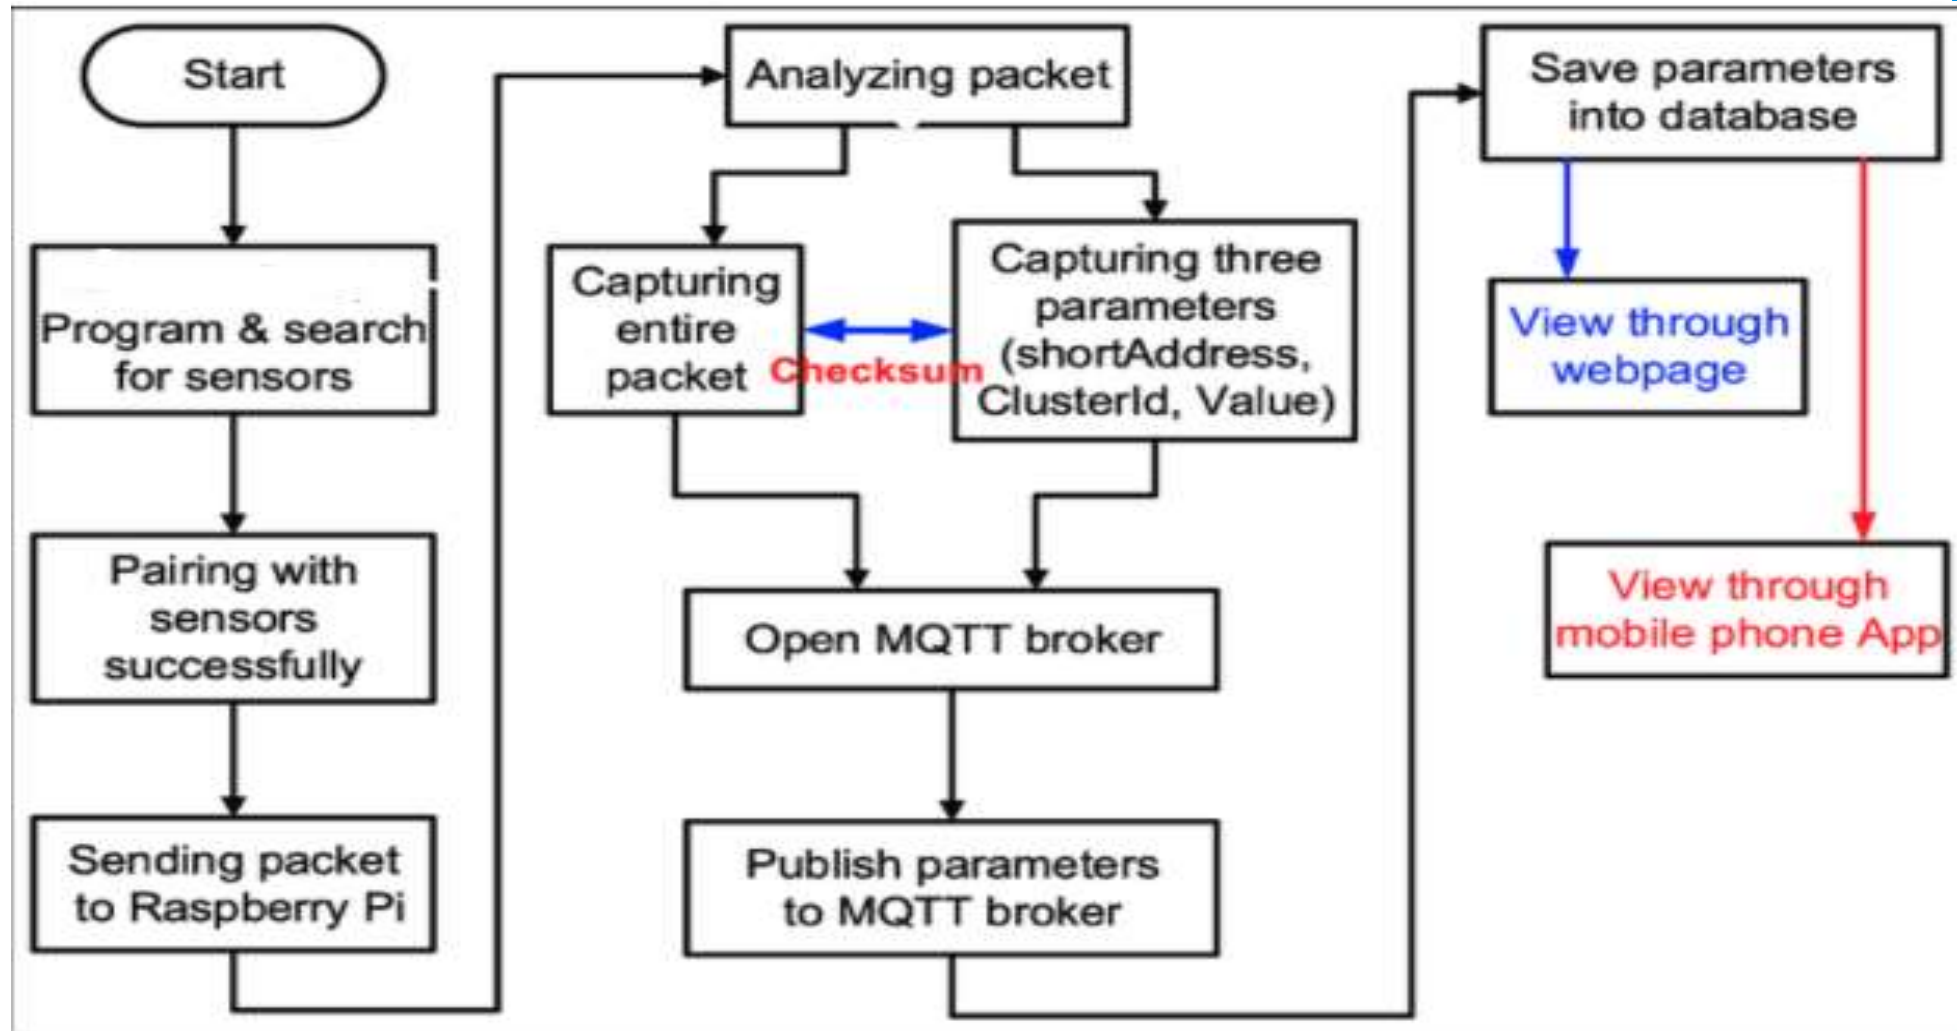 Start
Program & search
for sensors
Pairing with
sensors
successfully
Sending packet
to Raspberry Pi
Analyzing packet
Capturing
entire
packet
Checksum
Capturing three
parameters
(shortAddress,
ClusterId, Value)
Open MQTT broker
Publish parameters
to MQTT broker
Save parameters
into database
View through
webpage
View through
mobile phone App